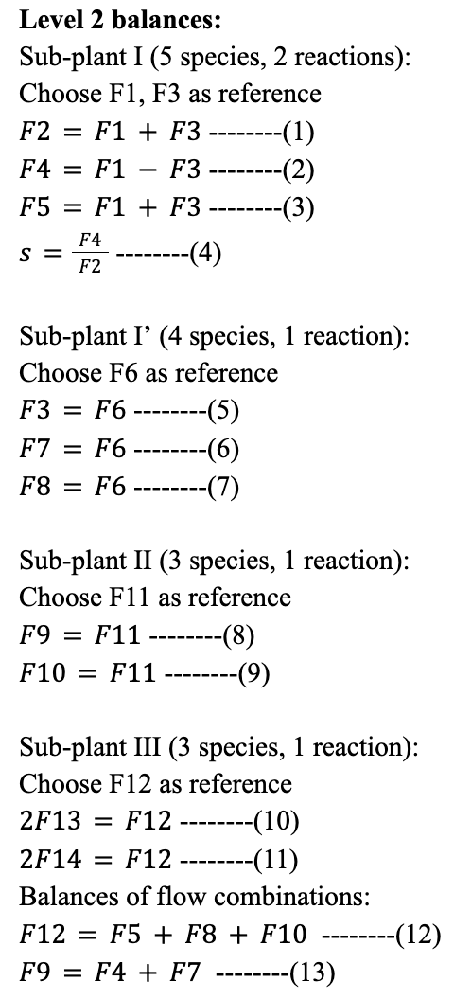 Level 2 balances:
Sub-plant I (5 species, 2 reactions):
Choose F1, F3 as reference
F2 = F1 + F3 --------(1)
F4 = F1 − F3 --------(2)
F5 = F1 + F3 --------(3)
s = F4/F2 --------(4)
Sub-plant I’ (4 species, 1 reaction):
Choose F6 as reference
F3 = F6 --------(5)
F7 = F6 --------(6)
F8 = F6 --------(7)
Sub-plant II (3 species, 1 reaction):
Choose F11 as reference
F9 = F11 --------(8)
F10 = F11 --------(9)
Sub-plant III (3 species, 1 reaction):
Choose F12 as reference
2F13 = F12 --------(10)
2F14 = F12 --------(11)
Balances of flow combinations:
F12 = F5 + F8 + F10 --------(12)
F9 = F4 + F7 --------(13)